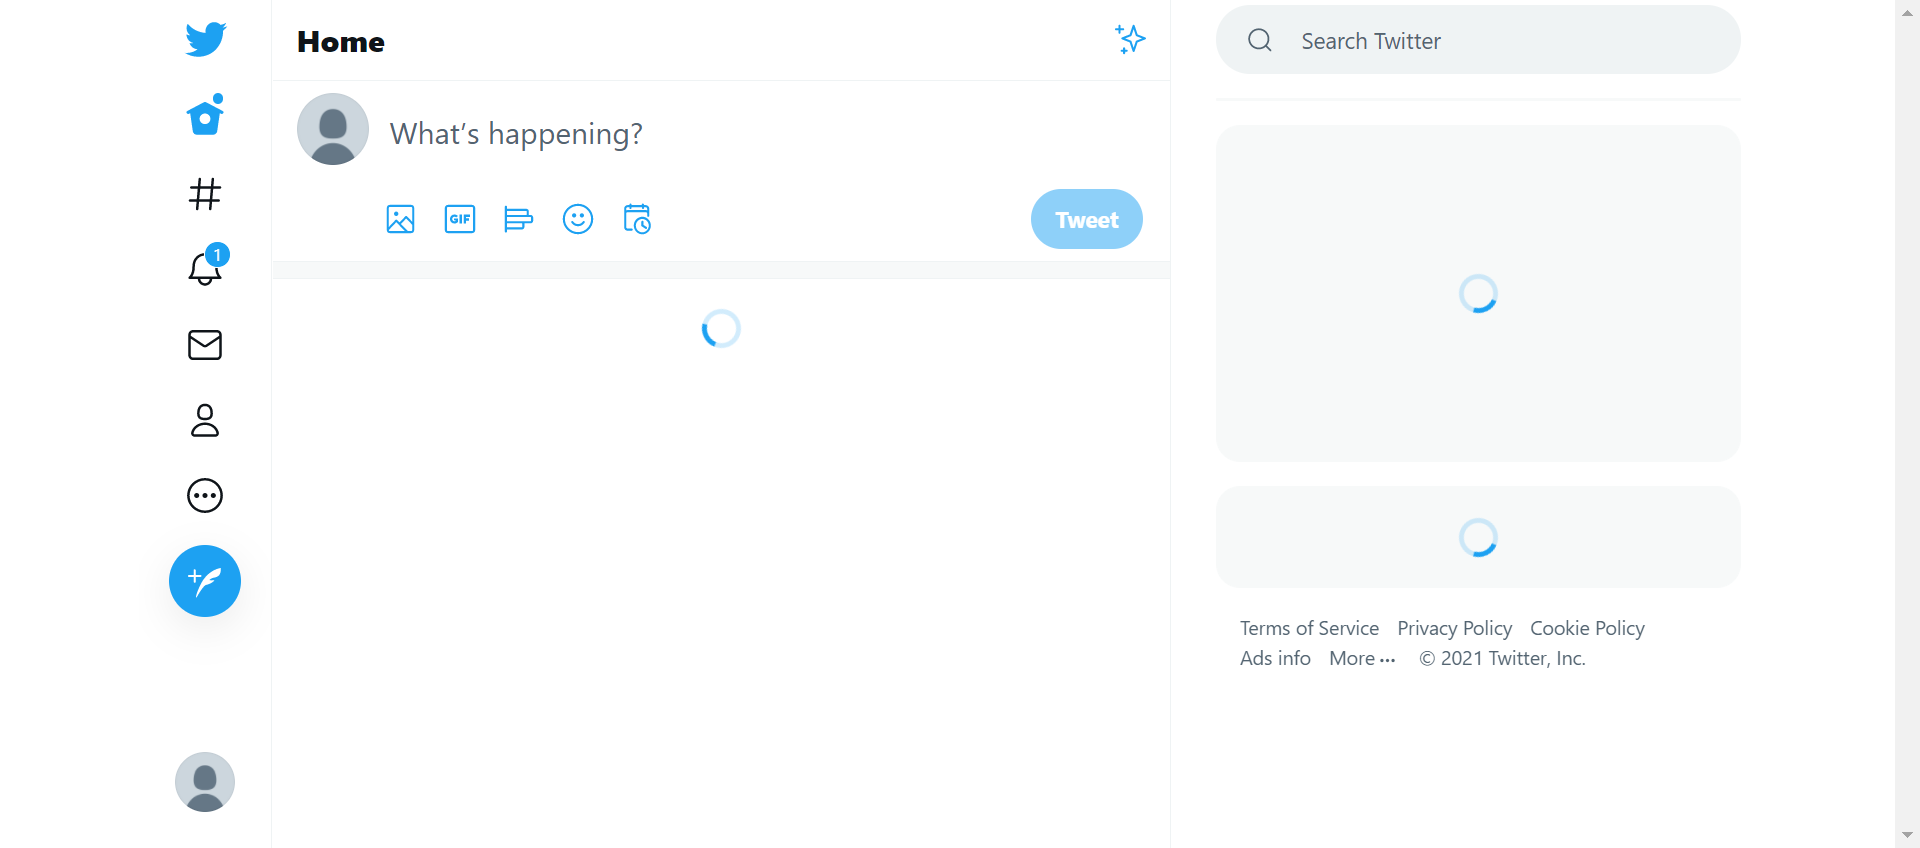 Home
What's happening?
GIF
Tweet
1
Search Twitter
Terms of Service Privacy Policy Cookie Policy
Ads info More ··· © 2021 Twitter, Inc.